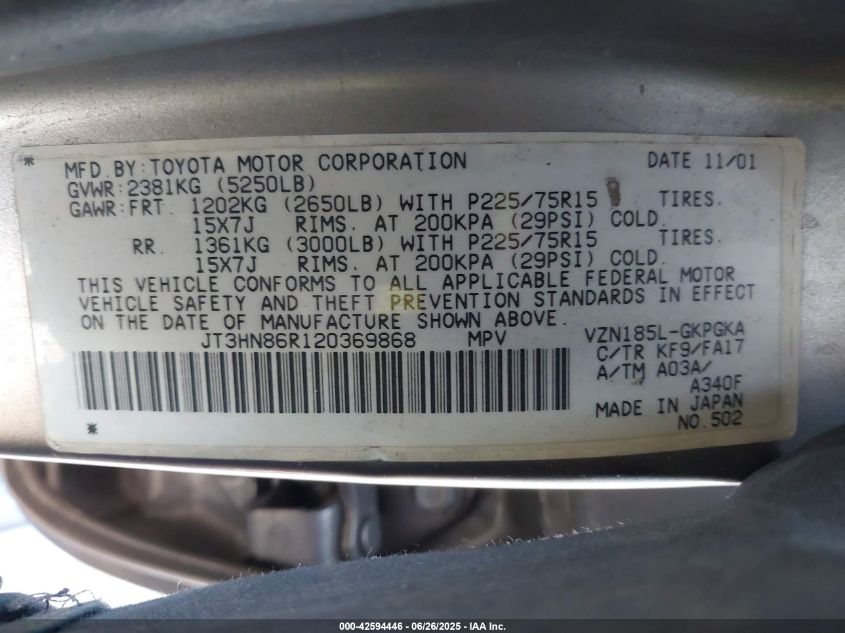 * MFD. BY: TOYOTA MOTOR CORPORATION DATE 11/01
GVWR: 2381KG (5250LB)
GAWR: FRT. 1202KG (2650LB) WITH P225/75R15 TIRES.
15X7J RIMS. AT 200KPA (29PSI) COLD.
RR. 1361KG (3000LB) WITH P225/75R15 TIRES.
15X7J RIMS. AT 200KPA (29PSI) COLD.
THIS VEHICLE CONFORMS TO ALL APPLICABLE FEDERAL MOTOR
VEHICLE SAFETY AND THEFT PREVENTION STANDARDS IN EFFECT
ON THE DATE OF MANUFACTURE SHOWN ABOVE.
JT3HN86R120369868 MPV VZN185L-GKPGKA
C/TR KF9/FA17
A/TM A03A/
A340F
MADE IN JAPAN
* NO. 502
000-42594446 - 06/26/2025 - IAA Inc.